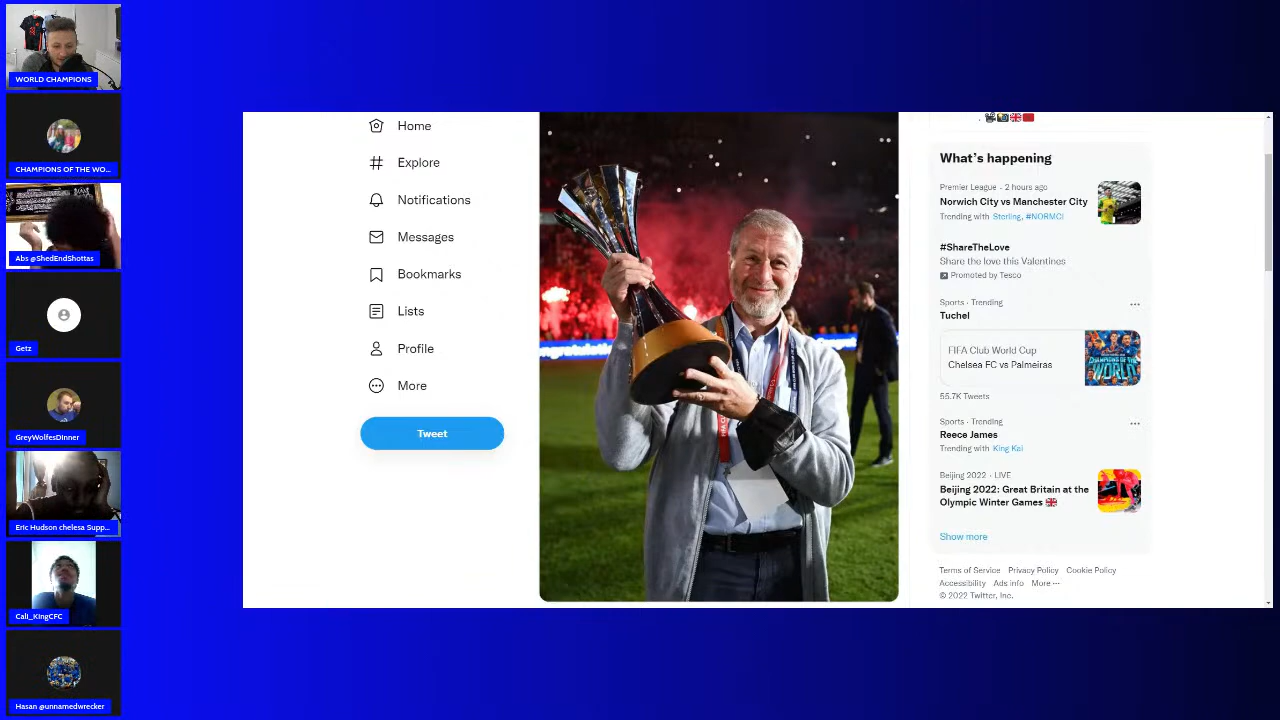 WORLD CHAMPIONS
CHAMPIONS OF THE WO...
Abs @ShedEndShottas
Getz
GreyWolfesDinner
Eric Hudson chelesa Supp...
Cali_KingCFC
Hasan @unnamedwrecker
Home
Explore
Notifications
Messages
Bookmarks
Lists
Profile
More
Tweet
What's happening
Premier League · 2 hours ago
Norwich City vs Manchester City
Trending with Sterling, #NORMCI
#ShareTheLove
Share the love this Valentines
Promoted by Tesco
Sports · Trending
Tuchel
FIFA Club World Cup
Chelsea FC vs Palmeiras
CHAMPIONS
OF THE
WORLD
55.7K Tweets
Sports · Trending
Reece James
Trending with King Kai
Beijing 2022 · LIVE
Beijing 2022: Great Britain at the
Olympic Winter Games
Show more
Terms of Service Privacy Policy Cookie Policy
Accessibility Ads info More ···
© 2022 Twitter, Inc.